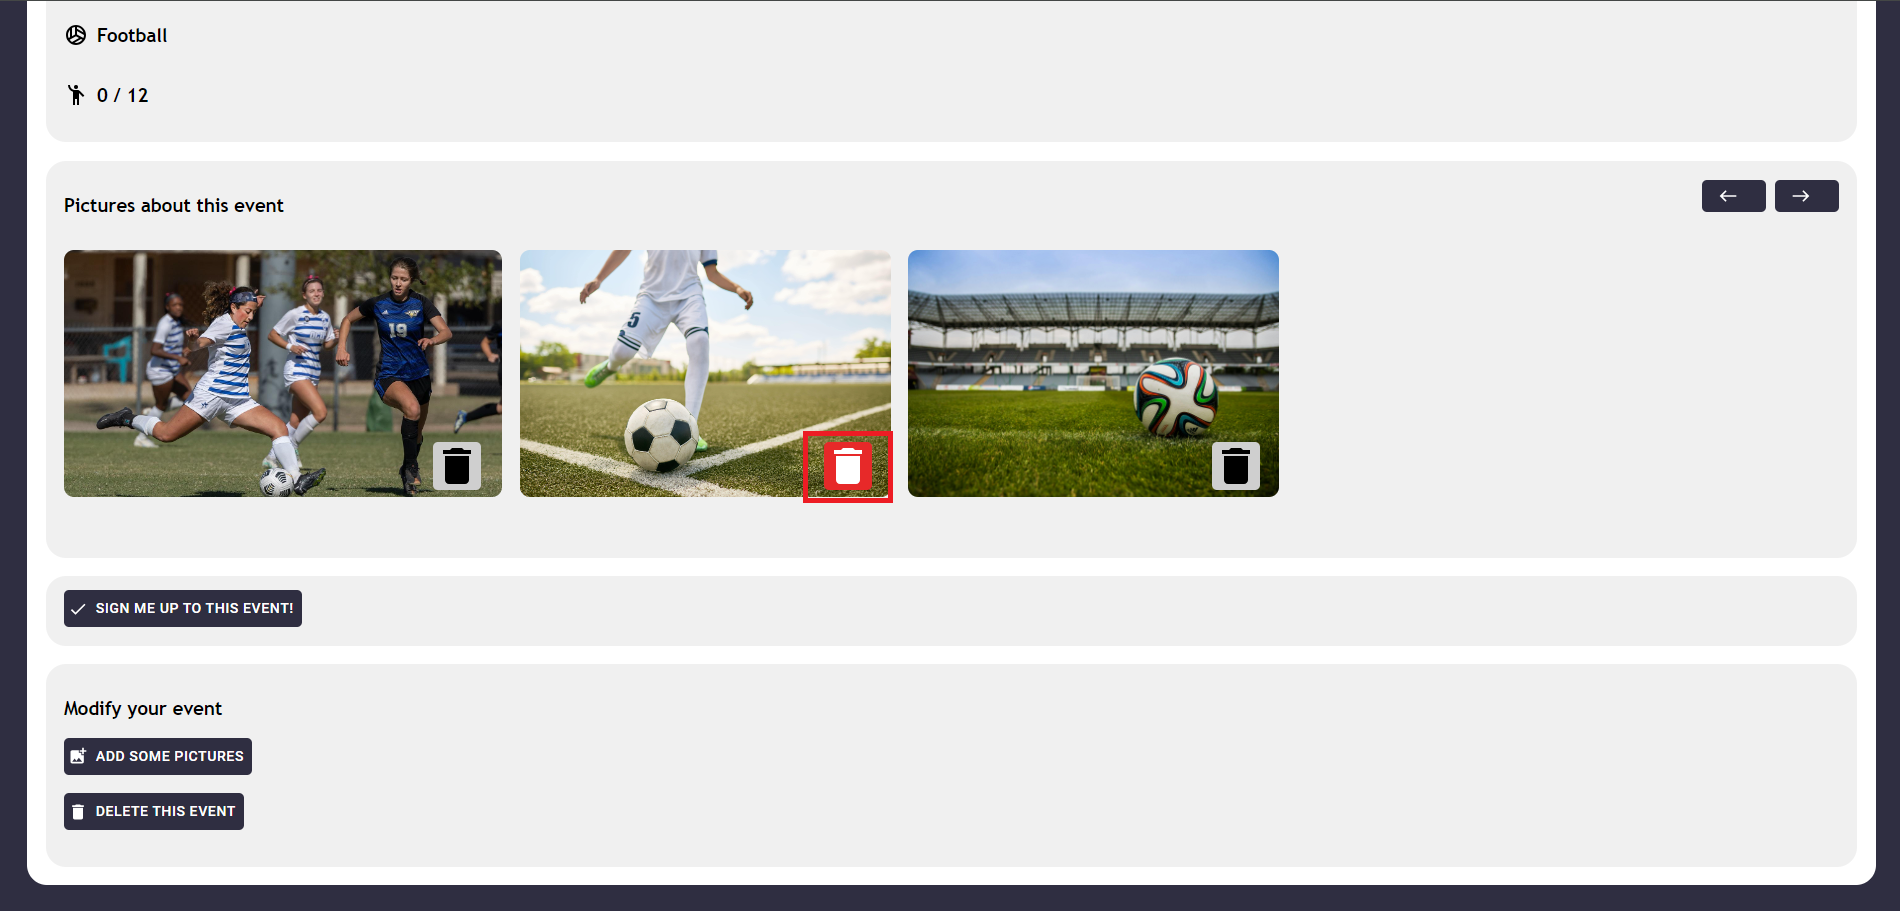 Football
0 / 12
Pictures about this event
19
5
SIGN ME UP TO THIS EVENT!
Modify your event
ADD SOME PICTURES
DELETE THIS EVENT